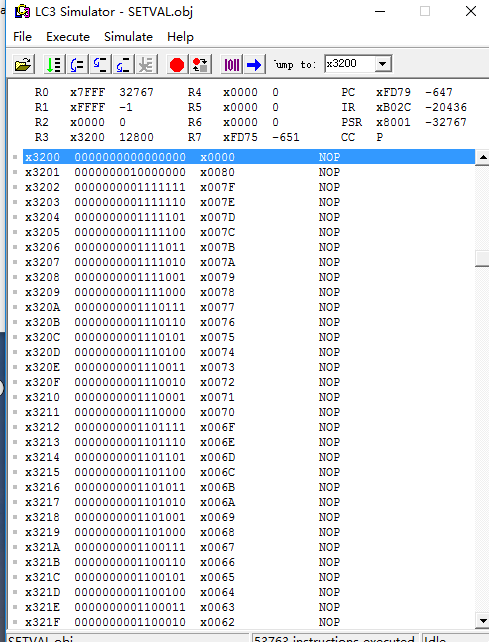 LC3 Simulator - SETVAL.obj
File Execute Simulate Help
Jump to: x3200
R0 x7FFF 32767 R4 x0000 0 PC xFD79 -647
R1 xFFFF -1 R5 x0000 0 IR xB02C -20436
R2 x0000 0 R6 x0000 0 PSR x8001 -32767
R3 x3200 12800 R7 xFD75 -651 CC P
x3200 0000000000000000 x0000 NOP
x3201 0000000010000000 x0080 NOP
x3202 0000000001111111 x007F NOP
x3203 0000000001111110 x007E NOP
x3204 0000000001111101 x007D NOP
x3205 0000000001111100 x007C NOP
x3206 0000000001111011 x007B NOP
x3207 0000000001111010 x007A NOP
x3208 0000000001111001 x0079 NOP
x3209 0000000001111000 x0078 NOP
x320A 0000000001110111 x0077 NOP
x320B 0000000001110110 x0076 NOP
x320C 0000000001110101 x0075 NOP
x320D 0000000001110100 x0074 NOP
x320E 0000000001110011 x0073 NOP
x320F 0000000001110010 x0072 NOP
x3210 0000000001110001 x0071 NOP
x3211 0000000001110000 x0070 NOP
x3212 0000000001101111 x006F NOP
x3213 0000000001101110 x006E NOP
x3214 0000000001101101 x006D NOP
x3215 0000000001101100 x006C NOP
x3216 0000000001101011 x006B NOP
x3217 0000000001101010 x006A NOP
x3218 0000000001101001 x0069 NOP
x3219 0000000001101000 x0068 NOP
x321A 0000000001100111 x0067 NOP
x321B 0000000001100110 x0066 NOP
x321C 0000000001100101 x0065 NOP
x321D 0000000001100100 x0064 NOP
x321E 0000000001100011 x0063 NOP
x321F 0000000001100010 x0062 NOP
SETVAL.obj 53763 instructions executed Idle